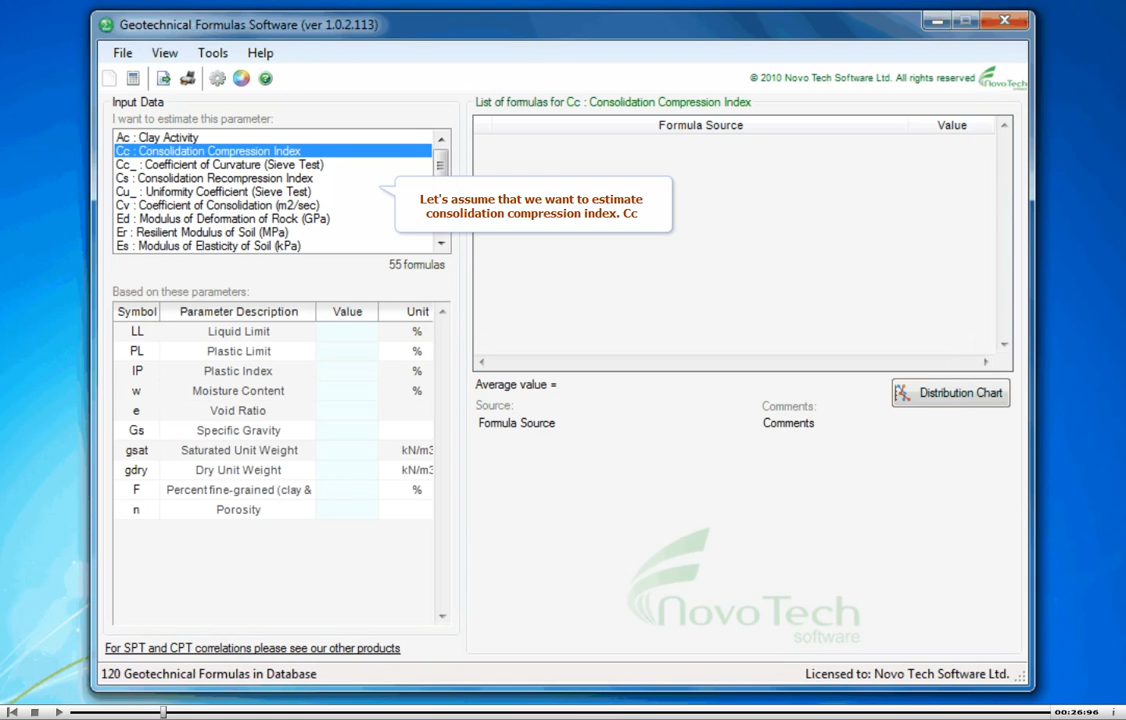 Geotechnical Formulas Software (ver 1.0.2.113)
File View Tools Help
© 2010 Novo Tech Software Ltd. All rights reserved
NovoTech
Input Data
I want to estimate this parameter:
Ac : Clay Activity
Cc : Consolidation Compression Index
Cc_ : Coefficient of Curvature (Sieve Test)
Cs : Consolidation Recompression Index
Cu_ : Uniformity Coefficient (Sieve Test)
Cv : Coefficient of Consolidation (m2/sec)
Ed : Modulus of Deformation of Rock (GPa)
Er : Resilient Modulus of Soil (MPa)
Es : Modulus of Elasticity of Soil (kPa)
55 formulas
Based on these parameters:
Symbol Parameter Description Value Unit
LL Liquid Limit %
PL Plastic Limit %
IP Plastic Index %
w Moisture Content %
e Void Ratio
Gs Specific Gravity
gsat Saturated Unit Weight kN/m3
gdry Dry Unit Weight kN/m3
F Percent fine-grained (clay & %
n Porosity
For SPT and CPT correlations please see our other products
List of formulas for Cc : Consolidation Compression Index
Formula Source Value
Let's assume that we want to estimate
consolidation compression index. Cc
Average value =
Distribution Chart
Source: Comments:
Formula Source Comments
NovoTech
software
120 Geotechnical Formulas in Database
Licensed to: Novo Tech Software Ltd.
00:26:96